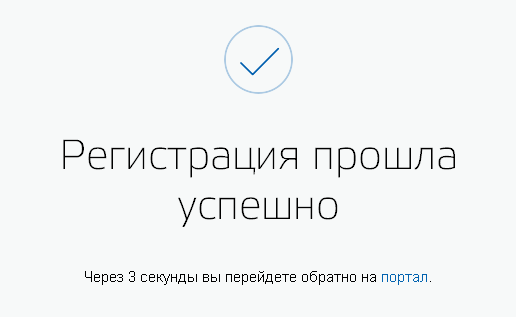 Регистрация прошла
успешно
Через 3 секунды вы перейдете обратно на портал.